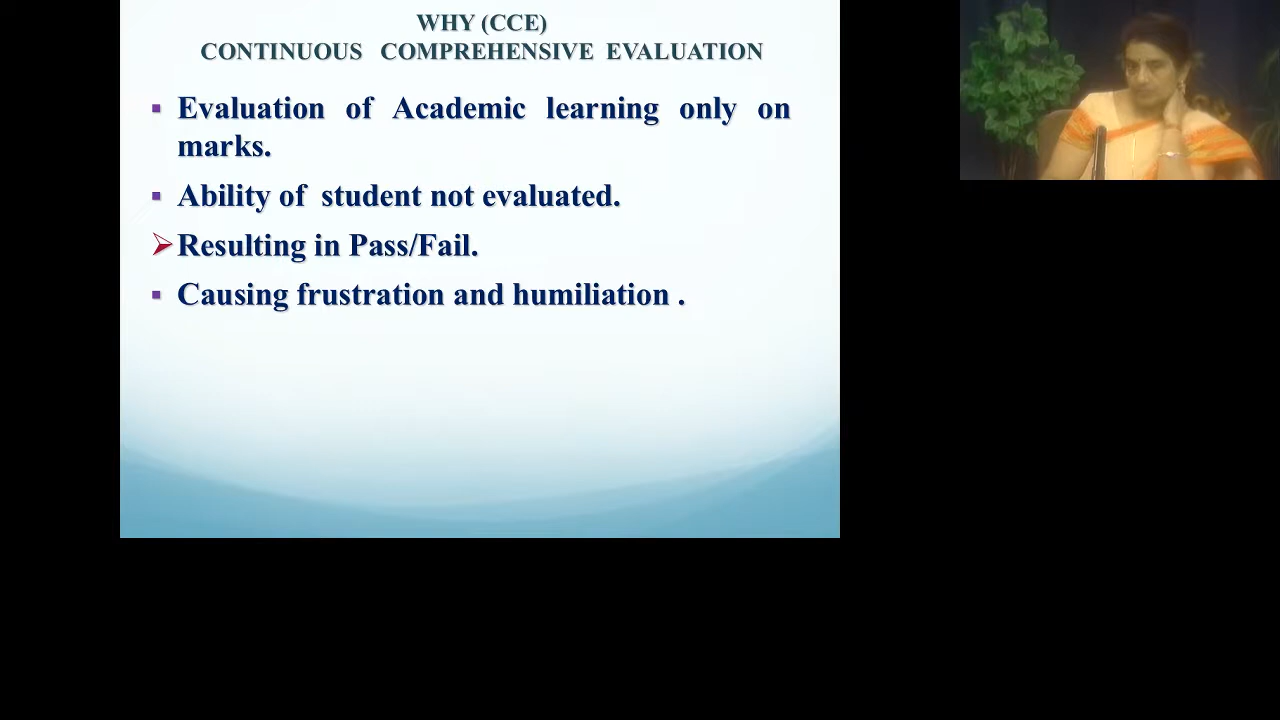 WHY (CCE)
CONTINUOUS COMPREHENSIVE EVALUATION
▪ Evaluation of Academic learning only on
marks.
▪ Ability of student not evaluated.
➢ Resulting in Pass/Fail.
▪ Causing frustration and humiliation .